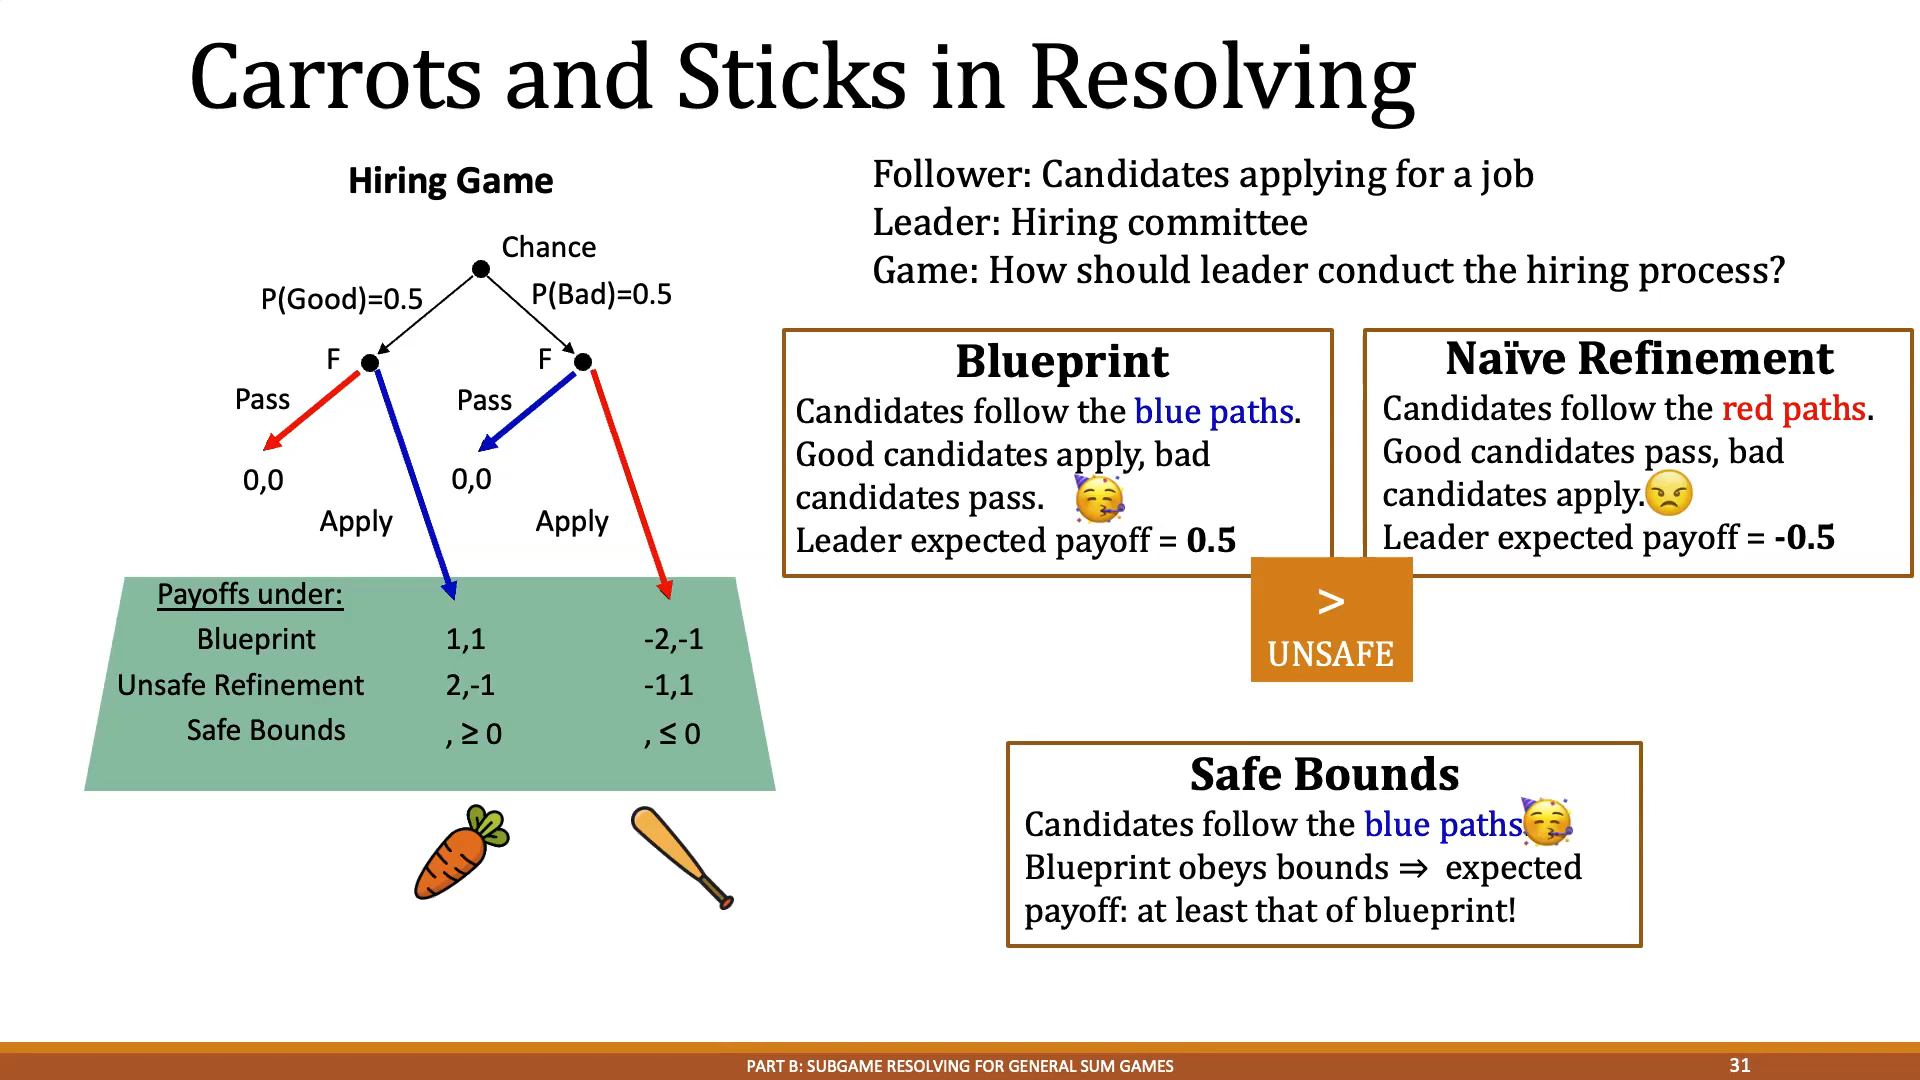 Carrots and Sticks in Resolving
Hiring Game
Chance
P(Good)=0.5
P(Bad)=0.5
F
F
Pass
Pass
0,0
0,0
Apply
Apply
Payoffs under:
Blueprint 1,1 -2,-1
Unsafe Refinement 2,-1 -1,1
Safe Bounds , ≥ 0 , ≤ 0
Follower: Candidates applying for a job
Leader: Hiring committee
Game: How should leader conduct the hiring process?
Blueprint
Candidates follow the blue paths.
Good candidates apply, bad
candidates pass.
Leader expected payoff = 0.5
Naïve Refinement
Candidates follow the red paths.
Good candidates pass, bad
candidates apply.
Leader expected payoff = -0.5
>
UNSAFE
Safe Bounds
Candidates follow the blue paths.
Blueprint obeys bounds ⇒ expected
payoff: at least that of blueprint!
PART B: SUBGAME RESOLVING FOR GENERAL SUM GAMES
31